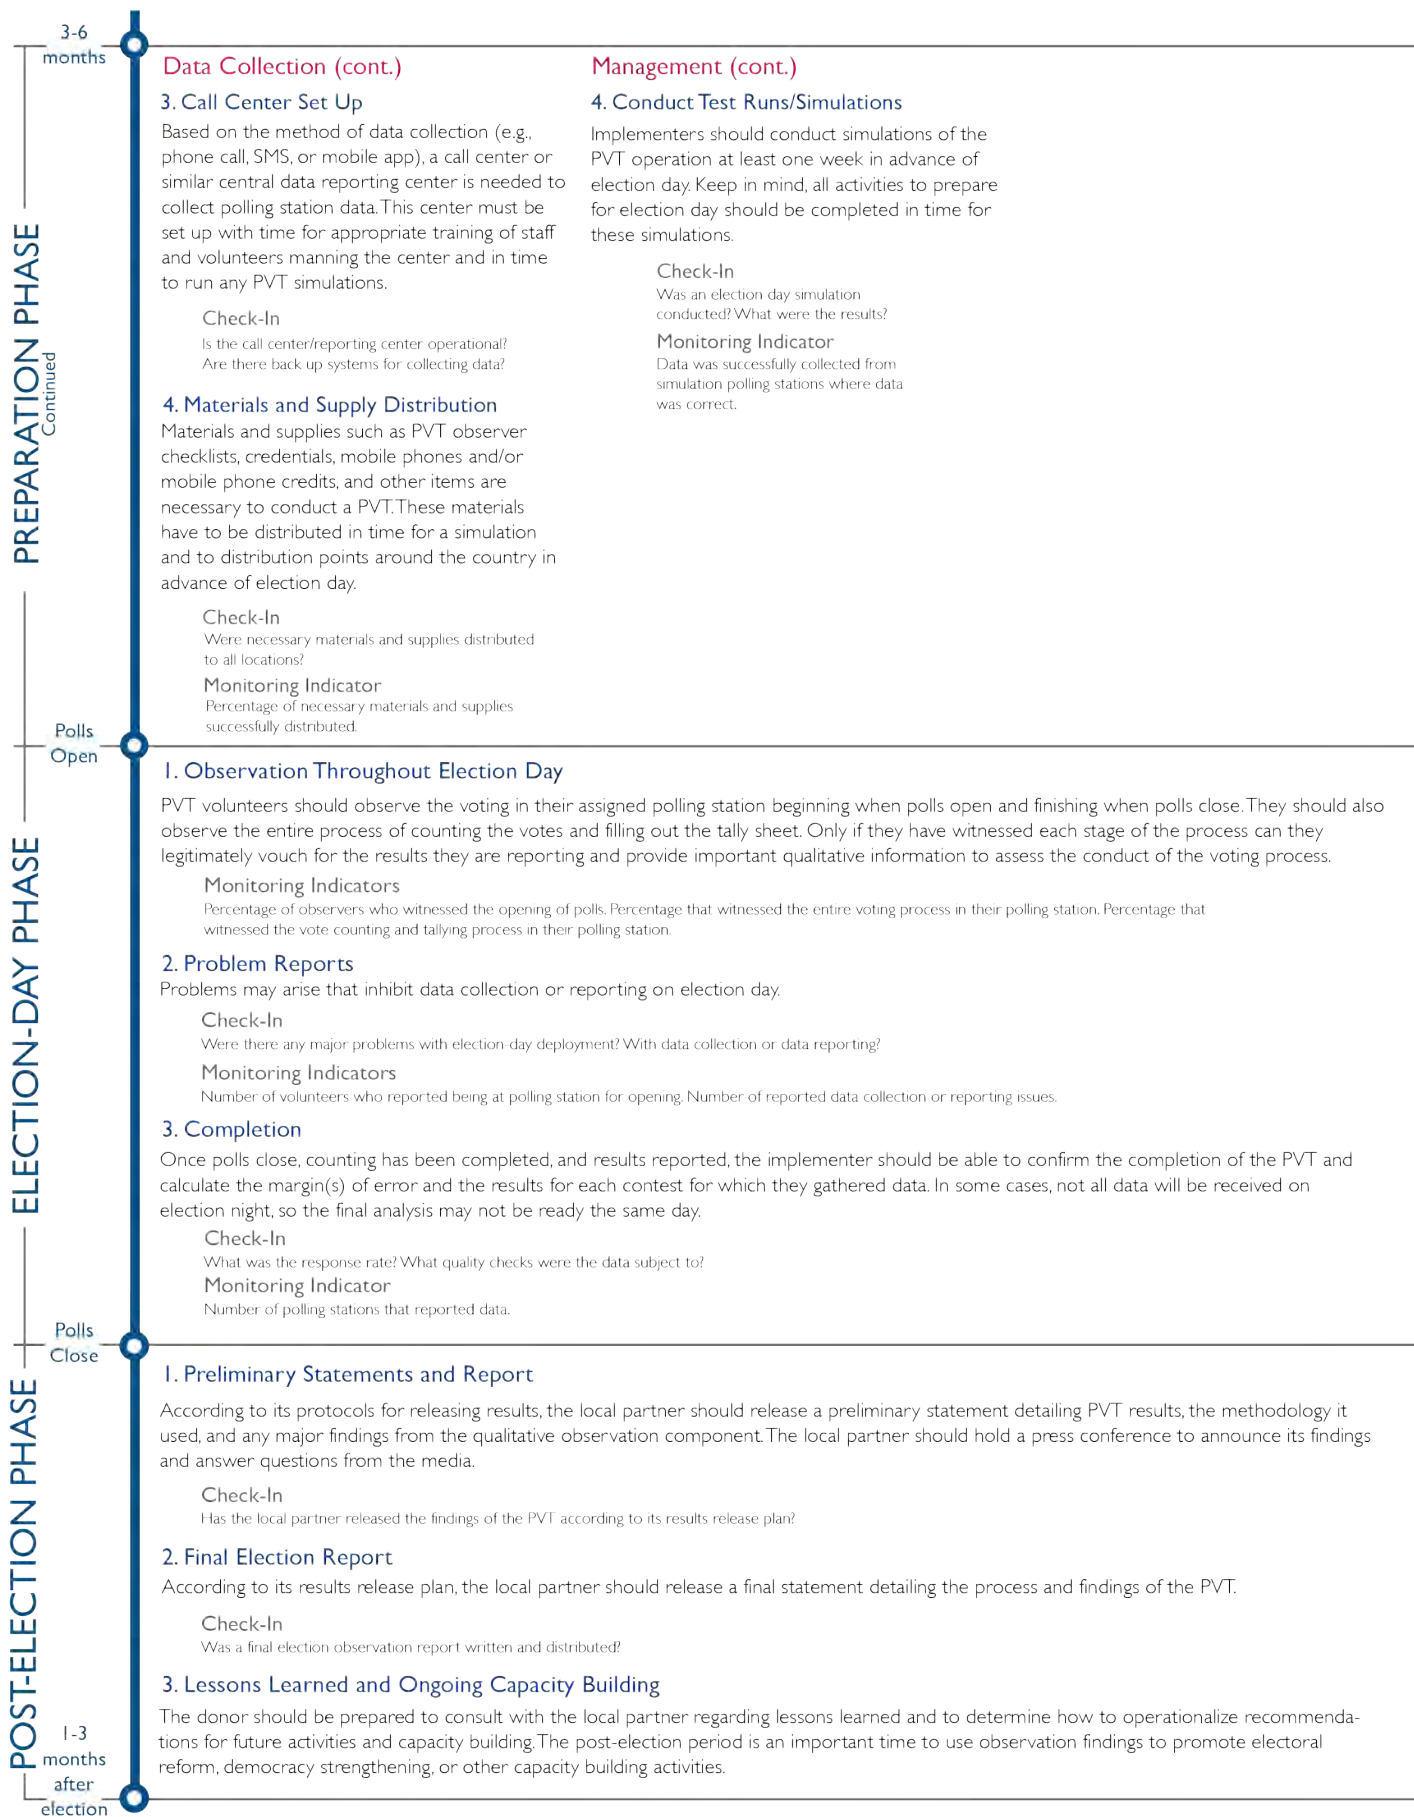 3-6
months
PREPARATION PHASE
Continued
Data Collection (cont.)
3. Call Center Set Up
Based on the method of data collection (e.g.,
phone call, SMS, or mobile app), a call center or
similar central data reporting center is needed to
collect polling station data. This center must be
set up with time for appropriate training of staff
and volunteers manning the center and in time
to run any PVT simulations.
Check-In
Is the call center/reporting center operational?
Are there back up systems for collecting data?
4. Materials and Supply Distribution
Materials and supplies such as PVT observer
checklists, credentials, mobile phones and/or
mobile phone credits, and other items are
necessary to conduct a PVT. These materials
have to be distributed in time for a simulation
and to distribution points around the country in
advance of election day.
Check-In
Were necessary materials and supplies distributed
to all locations?
Monitoring Indicator
Percentage of necessary materials and supplies
successfully distributed.
Management (cont.)
4. Conduct Test Runs/Simulations
Implementers should conduct simulations of the
PVT operation at least one week in advance of
election day. Keep in mind, all activities to prepare
for election day should be completed in time for
these simulations.
Check-In
Was an election day simulation
conducted? What were the results?
Monitoring Indicator
Data was successfully collected from
simulation polling stations where data
was correct.
Polls
Open
ELECTION-DAY PHASE
1. Observation Throughout Election Day
PVT volunteers should observe the voting in their assigned polling station beginning when polls open and finishing when polls close. They should also
observe the entire process of counting the votes and filling out the tally sheet. Only if they have witnessed each stage of the process can they
legitimately vouch for the results they are reporting and provide important qualitative information to assess the conduct of the voting process.
Monitoring Indicators
Percentage of observers who witnessed the opening of polls. Percentage that witnessed the entire voting process in their polling station. Percentage that
witnessed the vote counting and tallying process in their polling station.
2. Problem Reports
Problems may arise that inhibit data collection or reporting on election day.
Check-In
Were there any major problems with election-day deployment? With data collection or data reporting?
Monitoring Indicators
Number of volunteers who reported being at polling station for opening. Number of reported data collection or reporting issues.
3. Completion
Once polls close, counting has been completed, and results reported, the implementer should be able to confirm the completion of the PVT and
calculate the margin(s) of error and the results for each contest for which they gathered data. In some cases, not all data will be received on
election night, so the final analysis may not be ready the same day.
Check-In
What was the response rate? What quality checks were the data subject to?
Monitoring Indicator
Number of polling stations that reported data.
Polls
Close
POST-ELECTION PHASE
1. Preliminary Statements and Report
According to its protocols for releasing results, the local partner should release a preliminary statement detailing PVT results, the methodology it
used, and any major findings from the qualitative observation component. The local partner should hold a press conference to announce its findings
and answer questions from the media.
Check-In
Has the local partner released the findings of the PVT according to its results release plan?
2. Final Election Report
According to its results release plan, the local partner should release a final statement detailing the process and findings of the PVT.
Check-In
Was a final election observation report written and distributed?
3. Lessons Learned and Ongoing Capacity Building
The donor should be prepared to consult with the local partner regarding lessons learned and to determine how to operationalize recommenda-
tions for future activities and capacity building. The post-election period is an important time to use observation findings to promote electoral
reform, democracy strengthening, or other capacity building activities.
1-3
months
after
election